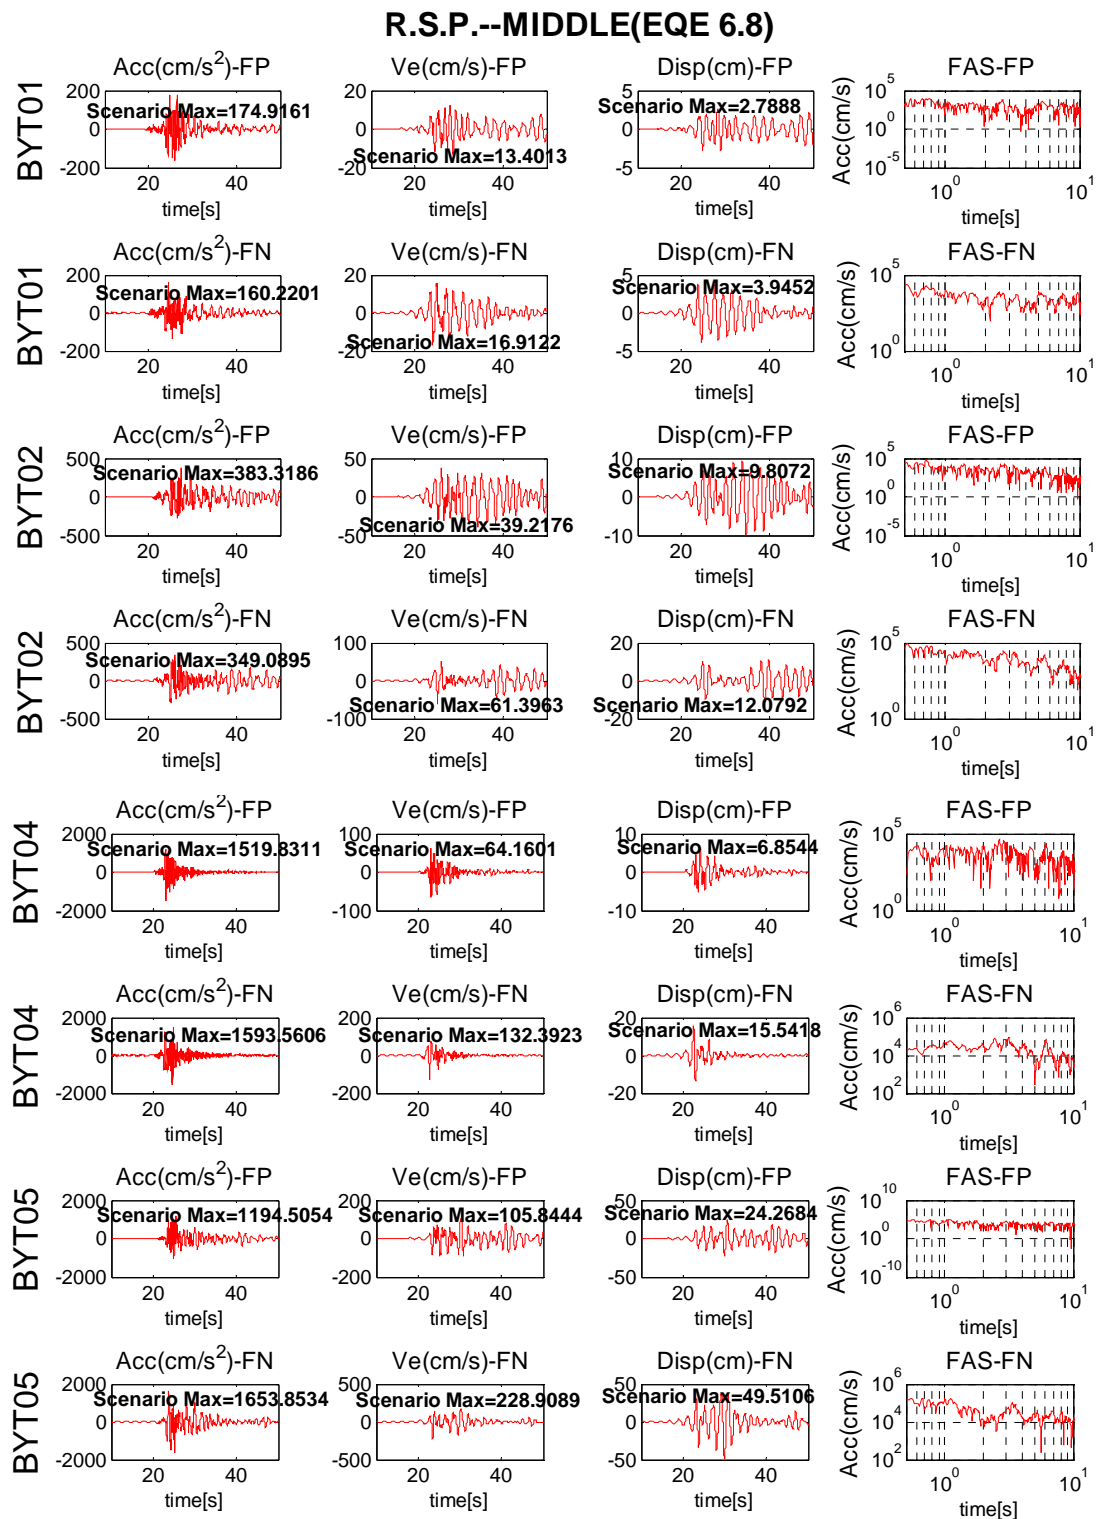 R.S.P.--MIDDLE(EQE 6.8)
BYT01
Acc(cm/s²)-FP
Ve(cm/s)-FP
Disp(cm)-FP
FAS-FP
200
0
-200
Scenario Max=174.9161
20 40
time[s]
20
0
-20
Scenario Max=13.4013
20 40
time[s]
5
0
-5
Scenario Max=2.7888
20 40
time[s]
Acc(cm/s)
10^5
10^0
10^-5
10^0 10^1
time[s]
BYT01
Acc(cm/s²)-FN
Ve(cm/s)-FN
Disp(cm)-FN
FAS-FN
200
0
-200
Scenario Max=160.2201
20 40
time[s]
20
0
-20
Scenario Max=16.9122
20 40
time[s]
5
0
-5
Scenario Max=3.9452
20 40
time[s]
Acc(cm/s)
10^5
10^0
10^0 10^1
time[s]
BYT02
Acc(cm/s²)-FP
Ve(cm/s)-FP
Disp(cm)-FP
FAS-FP
500
0
-500
Scenario Max=383.3186
20 40
time[s]
50
0
-50
Scenario Max=39.2176
20 40
time[s]
10
0
-10
Scenario Max=9.8072
20 40
time[s]
Acc(cm/s)
10^5
10^0
10^-5
10^0 10^1
time[s]
BYT02
Acc(cm/s²)-FN
Ve(cm/s)-FN
Disp(cm)-FN
FAS-FN
500
0
-500
Scenario Max=349.0895
20 40
time[s]
100
0
-100
Scenario Max=61.3963
20 40
time[s]
20
0
-20
Scenario Max=12.0792
20 40
time[s]
Acc(cm/s)
10^5
10^0
10^0 10^1
time[s]
BYT04
Acc(cm/s²)-FP
Ve(cm/s)-FP
Disp(cm)-FP
FAS-FP
2000
0
-2000
Scenario Max=1519.8311
20 40
time[s]
100
0
-100
Scenario Max=64.1601
20 40
time[s]
10
0
-10
Scenario Max=6.8544
20 40
time[s]
Acc(cm/s)
10^5
10^0
10^0 10^1
time[s]
BYT04
Acc(cm/s²)-FN
Ve(cm/s)-FN
Disp(cm)-FN
FAS-FN
2000
0
-2000
Scenario Max=1593.5606
20 40
time[s]
200
0
-200
Scenario Max=132.3923
20 40
time[s]
20
0
-20
Scenario Max=15.5418
20 40
time[s]
Acc(cm/s)
10^6
10^4
10^2
10^0 10^1
time[s]
BYT05
Acc(cm/s²)-FP
Ve(cm/s)-FP
Disp(cm)-FP
FAS-FP
2000
0
-2000
Scenario Max=1194.5054
20 40
time[s]
200
0
-200
Scenario Max=105.8444
20 40
time[s]
50
0
-50
Scenario Max=24.2684
20 40
time[s]
Acc(cm/s)
10^10
10^0
10^-10
10^0 10^1
time[s]
BYT05
Acc(cm/s²)-FN
Ve(cm/s)-FN
Disp(cm)-FN
FAS-FN
2000
0
-2000
Scenario Max=1653.8534
20 40
time[s]
500
0
-500
Scenario Max=228.9089
20 40
time[s]
50
0
-50
Scenario Max=49.5106
20 40
time[s]
Acc(cm/s)
10^6
10^4
10^2
10^0 10^1
time[s]